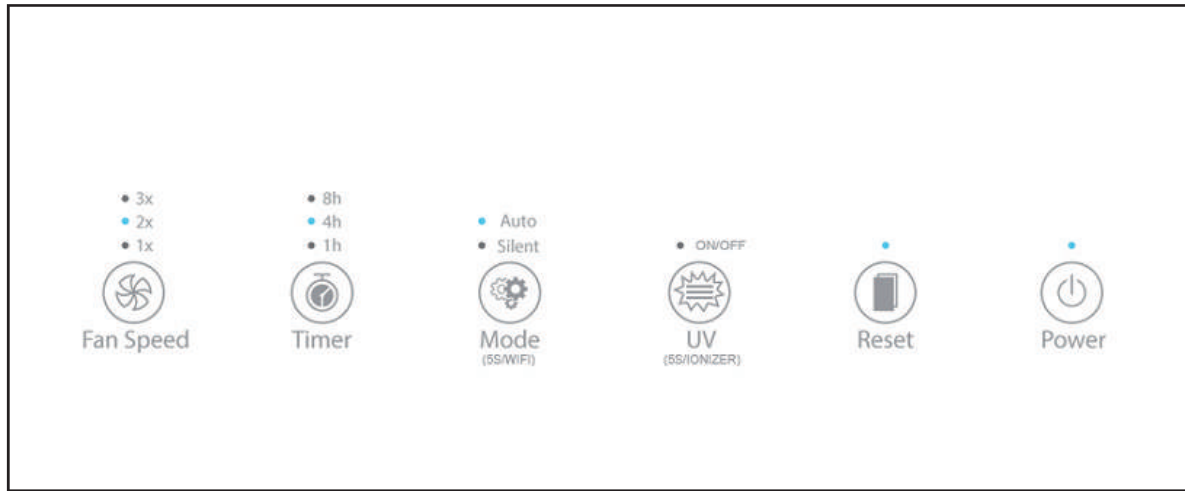 3x
2x
1x
Fan Speed
8h
4h
1h
Timer
Auto
Silent
Mode
(5S/WIFI)
ON/OFF
UV
(5S/IONIZER)
Reset
Power